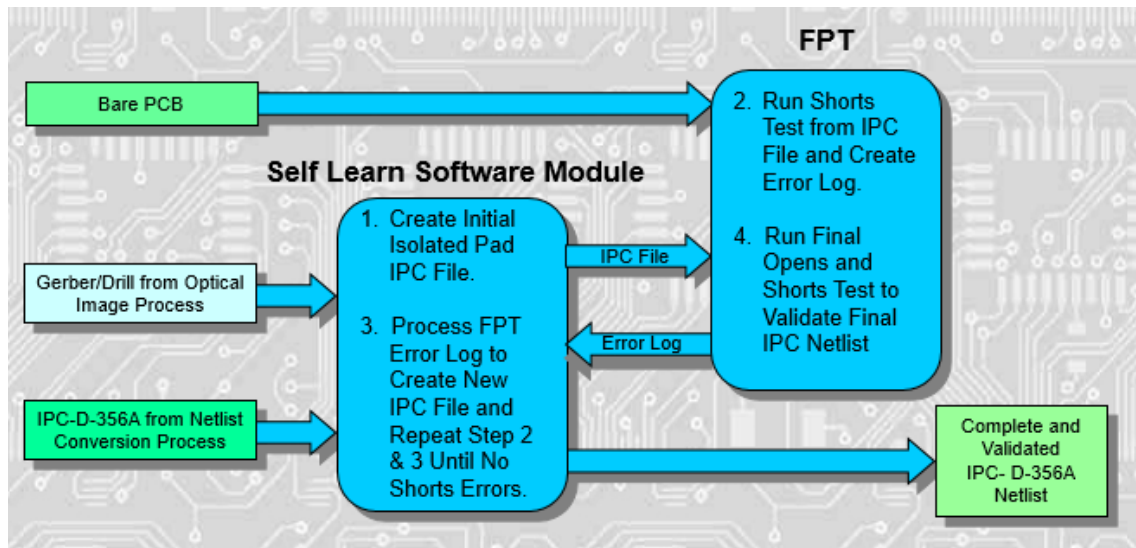 FPT
Bare PCB
2. Run Shorts
Test from IPC
File and Create
Error Log.
4. Run Final
Opens and
Shorts Test to
Validate Final
IPC Netlist
Self Learn Software Module
1. Create Initial
Isolated Pad
IPC File.
3. Process FPT
Error Log to
Create New
IPC File and
Repeat Step 2
& 3 Until No
Shorts Errors.
IPC File
Error Log
Gerber/Drill from Optical
Image Process
IPC-D-356A from Netlist
Conversion Process
Complete and
Validated
IPC- D-356A
Netlist